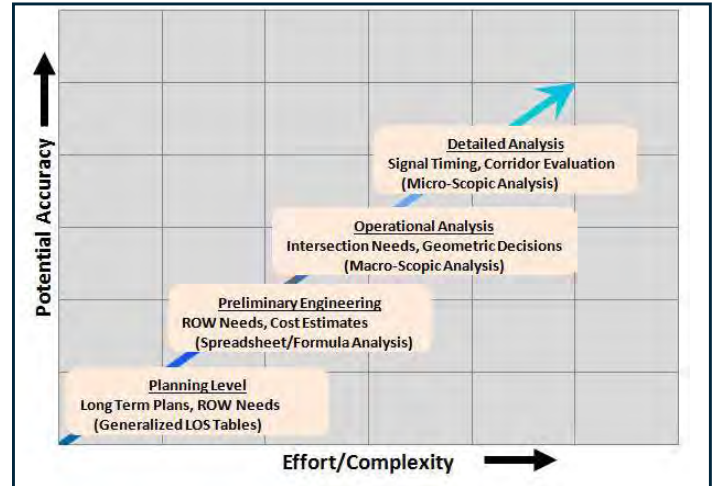 Potential Accuracy
Detailed Analysis
Signal Timing, Corridor Evaluation
(Micro-Scopic Analysis)
Operational Analysis
Intersection Needs, Geometric Decisions
(Macro-Scopic Analysis)
Preliminary Engineering
ROW Needs, Cost Estimates
(Spreadsheet/Formula Analysis)
Planning Level
Long Term Plans, ROW Needs
(Generalized LOS Tables)
Effort/Complexity